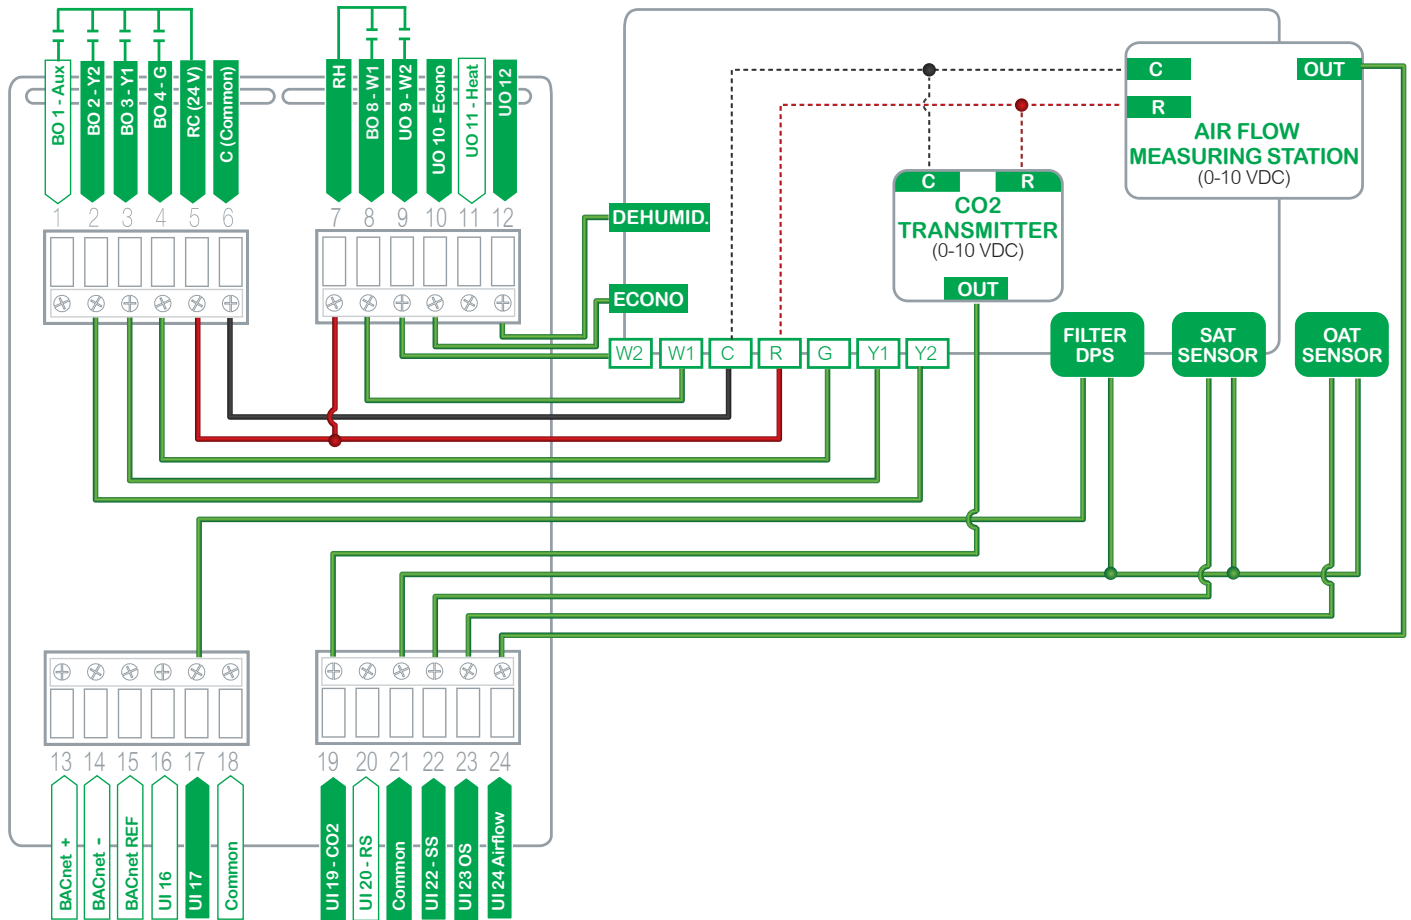 BO 1 - Aux
BO 2 - Y2
BO 3 - Y1
BO 4 - G
RC (24 V)
C (Common)
RH
BO 8 - W1
UO 9 - W2
UO 10 - Econo
UO 11 - Heat
UO 12
1 2 3 4 5 6
7 8 9 10 11 12
C
R
OUT
AIR FLOW
MEASURING STATION
(0-10 VDC)
C R
CO2
TRANSMITTER
(0-10 VDC)
OUT
DEHUMID.
ECONO
W2 W1 C R G Y1 Y2
FILTER
DPS
SAT
SENSOR
OAT
SENSOR
13 14 15 16 17 18
19 20 21 22 23 24
BACnet +
BACnet -
BACnet REF
UI 16
UI 17
Common
UI 19 - CO2
UI 20 - RS
Common
UI 22 - SS
UI 23 OS
UI 24 Airflow